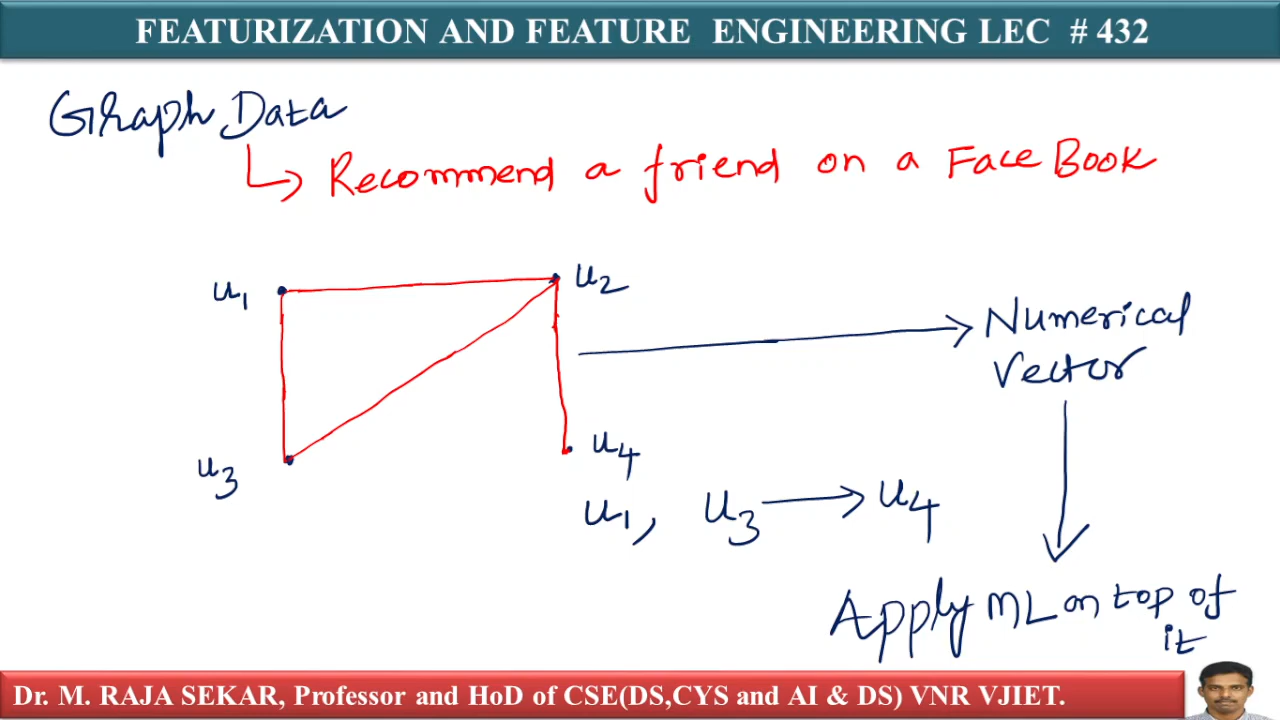 FEATURIZATION AND FEATURE ENGINEERING LEC # 432
Graph Data
Recommend a friend on a FaceBook
u1
u2
Numerical
Vector
u3
u4
u1, u3 → u4
Apply ML on top of
it
Dr. M. RAJA SEKAR, Professor and HoD of CSE(DS,CYS and AI & DS) VNR VJIET.